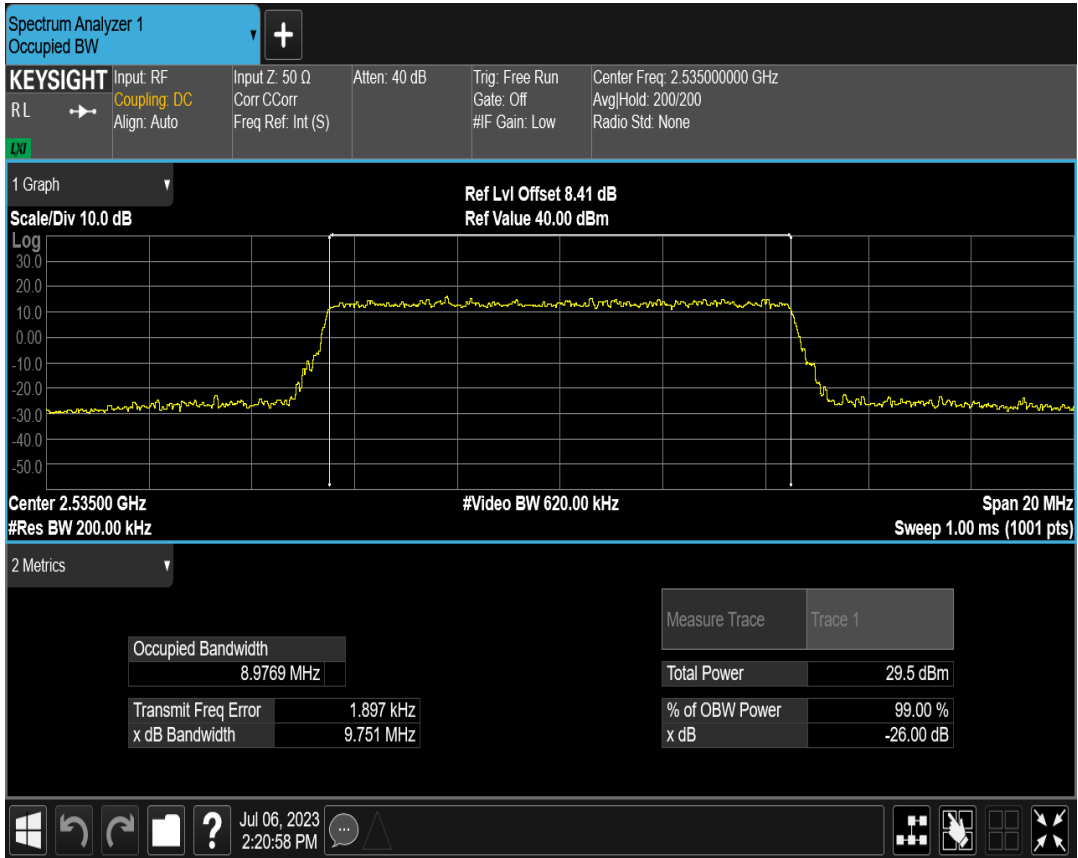 Spectrum Analyzer 1
Occupied BW
KEYSIGHT
R L
LXI
Input: RF
Coupling: DC
Align: Auto
Input Z: 50 Ω
Corr CCorr
Freq Ref: Int (S)
Atten: 40 dB
Trig: Free Run
Gate: Off
#IF Gain: Low
Center Freq: 2.535000000 GHz
Avg|Hold: 200/200
Radio Std: None
1 Graph
Scale/Div 10.0 dB
Ref Lvl Offset 8.41 dB
Ref Value 40.00 dBm
Log
30.0
20.0
10.0
0.00
-10.0
-20.0
-30.0
-40.0
-50.0
Center 2.53500 GHz
#Res BW 200.00 kHz
#Video BW 620.00 kHz
Span 20 MHz
Sweep 1.00 ms (1001 pts)
2 Metrics
Occupied Bandwidth
8.9769 MHz
Transmit Freq Error 1.897 kHz
x dB Bandwidth 9.751 MHz
Measure Trace Trace 1
Total Power 29.5 dBm
% of OBW Power 99.00 %
x dB -26.00 dB
Jul 06, 2023
2:20:58 PM